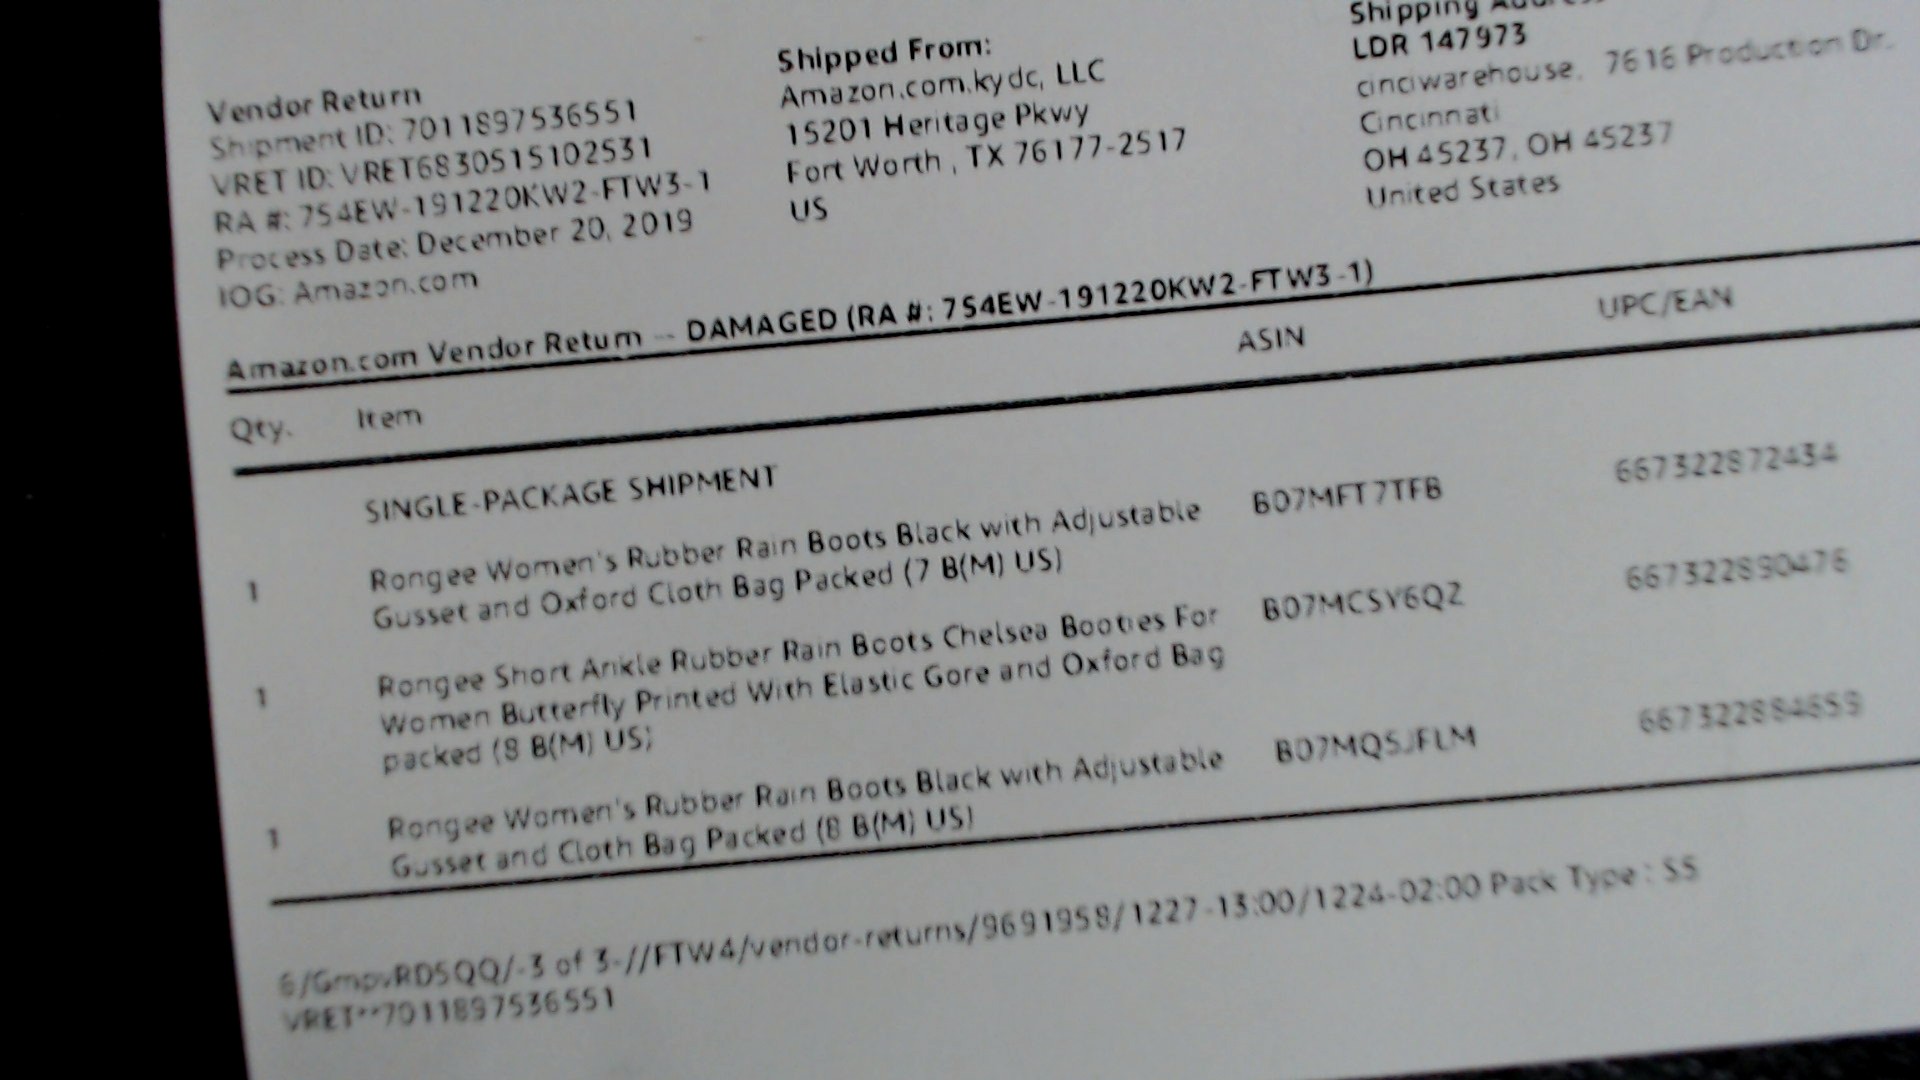 Vendor Return
Shipment ID: 7011897536551
VRET ID: VRET6830515102531
RA #: 7S4EW-191220KW2-FTW3-1
Process Date: December 20, 2019
IOG: Amazon.com
Shipped From:
Amazon.com.kydc, LLC
15201 Heritage Pkwy
Fort Worth , TX 76177-2517
US
Shipping
LDR 147973
cinciwarehouse, 7616 Production Dr.
Cincinnati
OH 45237, OH 45237
United States
Amazon.com Vendor Return -- DAMAGED (RA #: 7S4EW-191220KW2-FTW3-1)
Qty. Item ASIN UPC/EAN
SINGLE-PACKAGE SHIPMENT
1 Rongee Women's Rubber Rain Boots Black with Adjustable B07MFT7TFB 667322872434
Gusset and Oxford Cloth Bag Packed (7 B(M) US)
1 Rongee Short Ankle Rubber Rain Boots Chelsea Booties For B07MCSV6QZ 667322890476
Women Butterfly Printed With Elastic Gore and Oxford Bag
packed (8 B(M) US)
1 Rongee Women's Rubber Rain Boots Black with Adjustable B07MQSJFLM 667322884659
Gusset and Cloth Bag Packed (8 B(M) US)
6/GmpvRDSQQ/-3 of 3-//FTW4/vendor-returns/9691958/1227-13:00/1224-02:00 Pack Type : SS
VRET**7011897536551